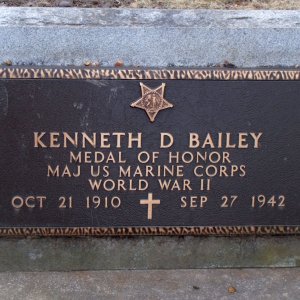 KENNETH D BAILEY
MEDAL OF HONOR
MAJ US MARINE CORPS
WORLD WAR II
OCT 21 1910 SEP 27 1942